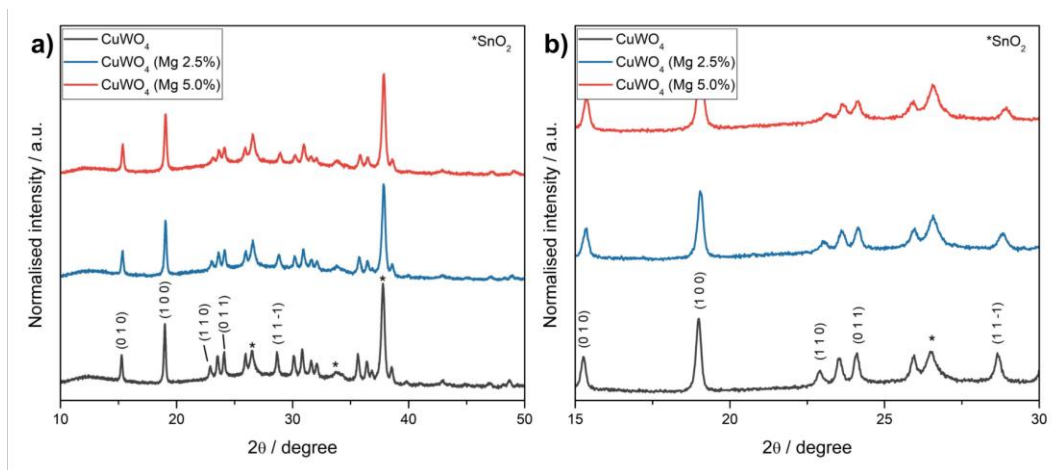 a)
CuWO₄
CuWO₄ (Mg 2.5%)
CuWO₄ (Mg 5.0%)
*SnO₂
Normalised intensity / a.u.
(0 1 0)
(1 0 0)
(1 1 0)
(0 1 1)
*
(1 1 -1)
*
*
10 20 30 40 50
2θ / degree
b)
CuWO₄
CuWO₄ (Mg 2.5%)
CuWO₄ (Mg 5.0%)
*SnO₂
Normalised intensity / a.u.
(0 1 0)
(1 0 0)
(1 1 0)
(0 1 1)
*
(1 1 -1)
15 20 25 30
2θ / degree